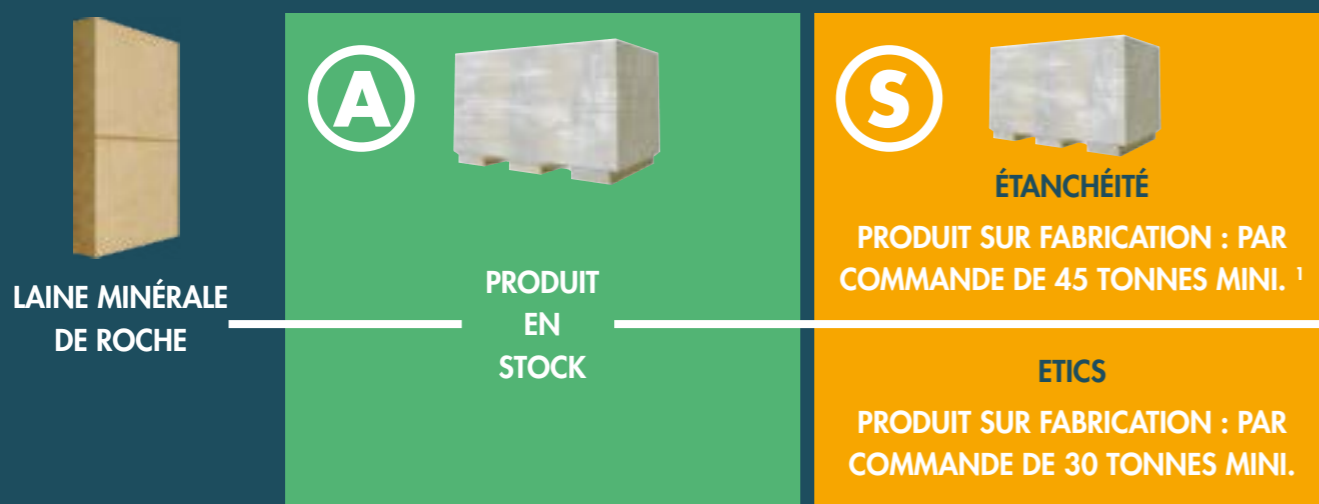 LAINE MINÉRALE
DE ROCHE
A
PRODUIT
EN
STOCK
S
ÉTANCHÉITÉ
PRODUIT SUR FABRICATION : PAR
COMMANDE DE 45 TONNES MINI. ¹
ETICS
PRODUIT SUR FABRICATION : PAR
COMMANDE DE 30 TONNES MINI.